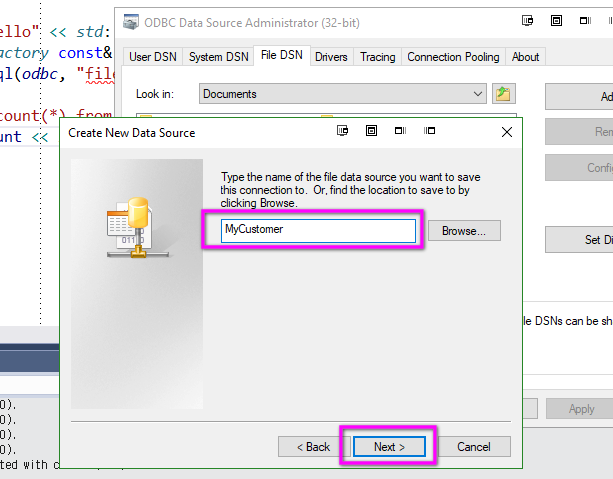 ello" << std:
actory const&
ql(odbc, "file
count(*) from
unt <<
ODBC Data Source Administrator (32-bit)
User DSN System DSN File DSN Drivers Tracing Connection Pooling About
Look in: Documents
Ad
Rem
Config
Set Di
le DSNs can be sh
Apply
Create New Data Source
Type the name of the file data source you want to save
this connection to. Or, find the location to save to by
clicking Browse.
MyCustomer
Browse...
< Back Next > Cancel
0).
0).
0).
0).
ted with c